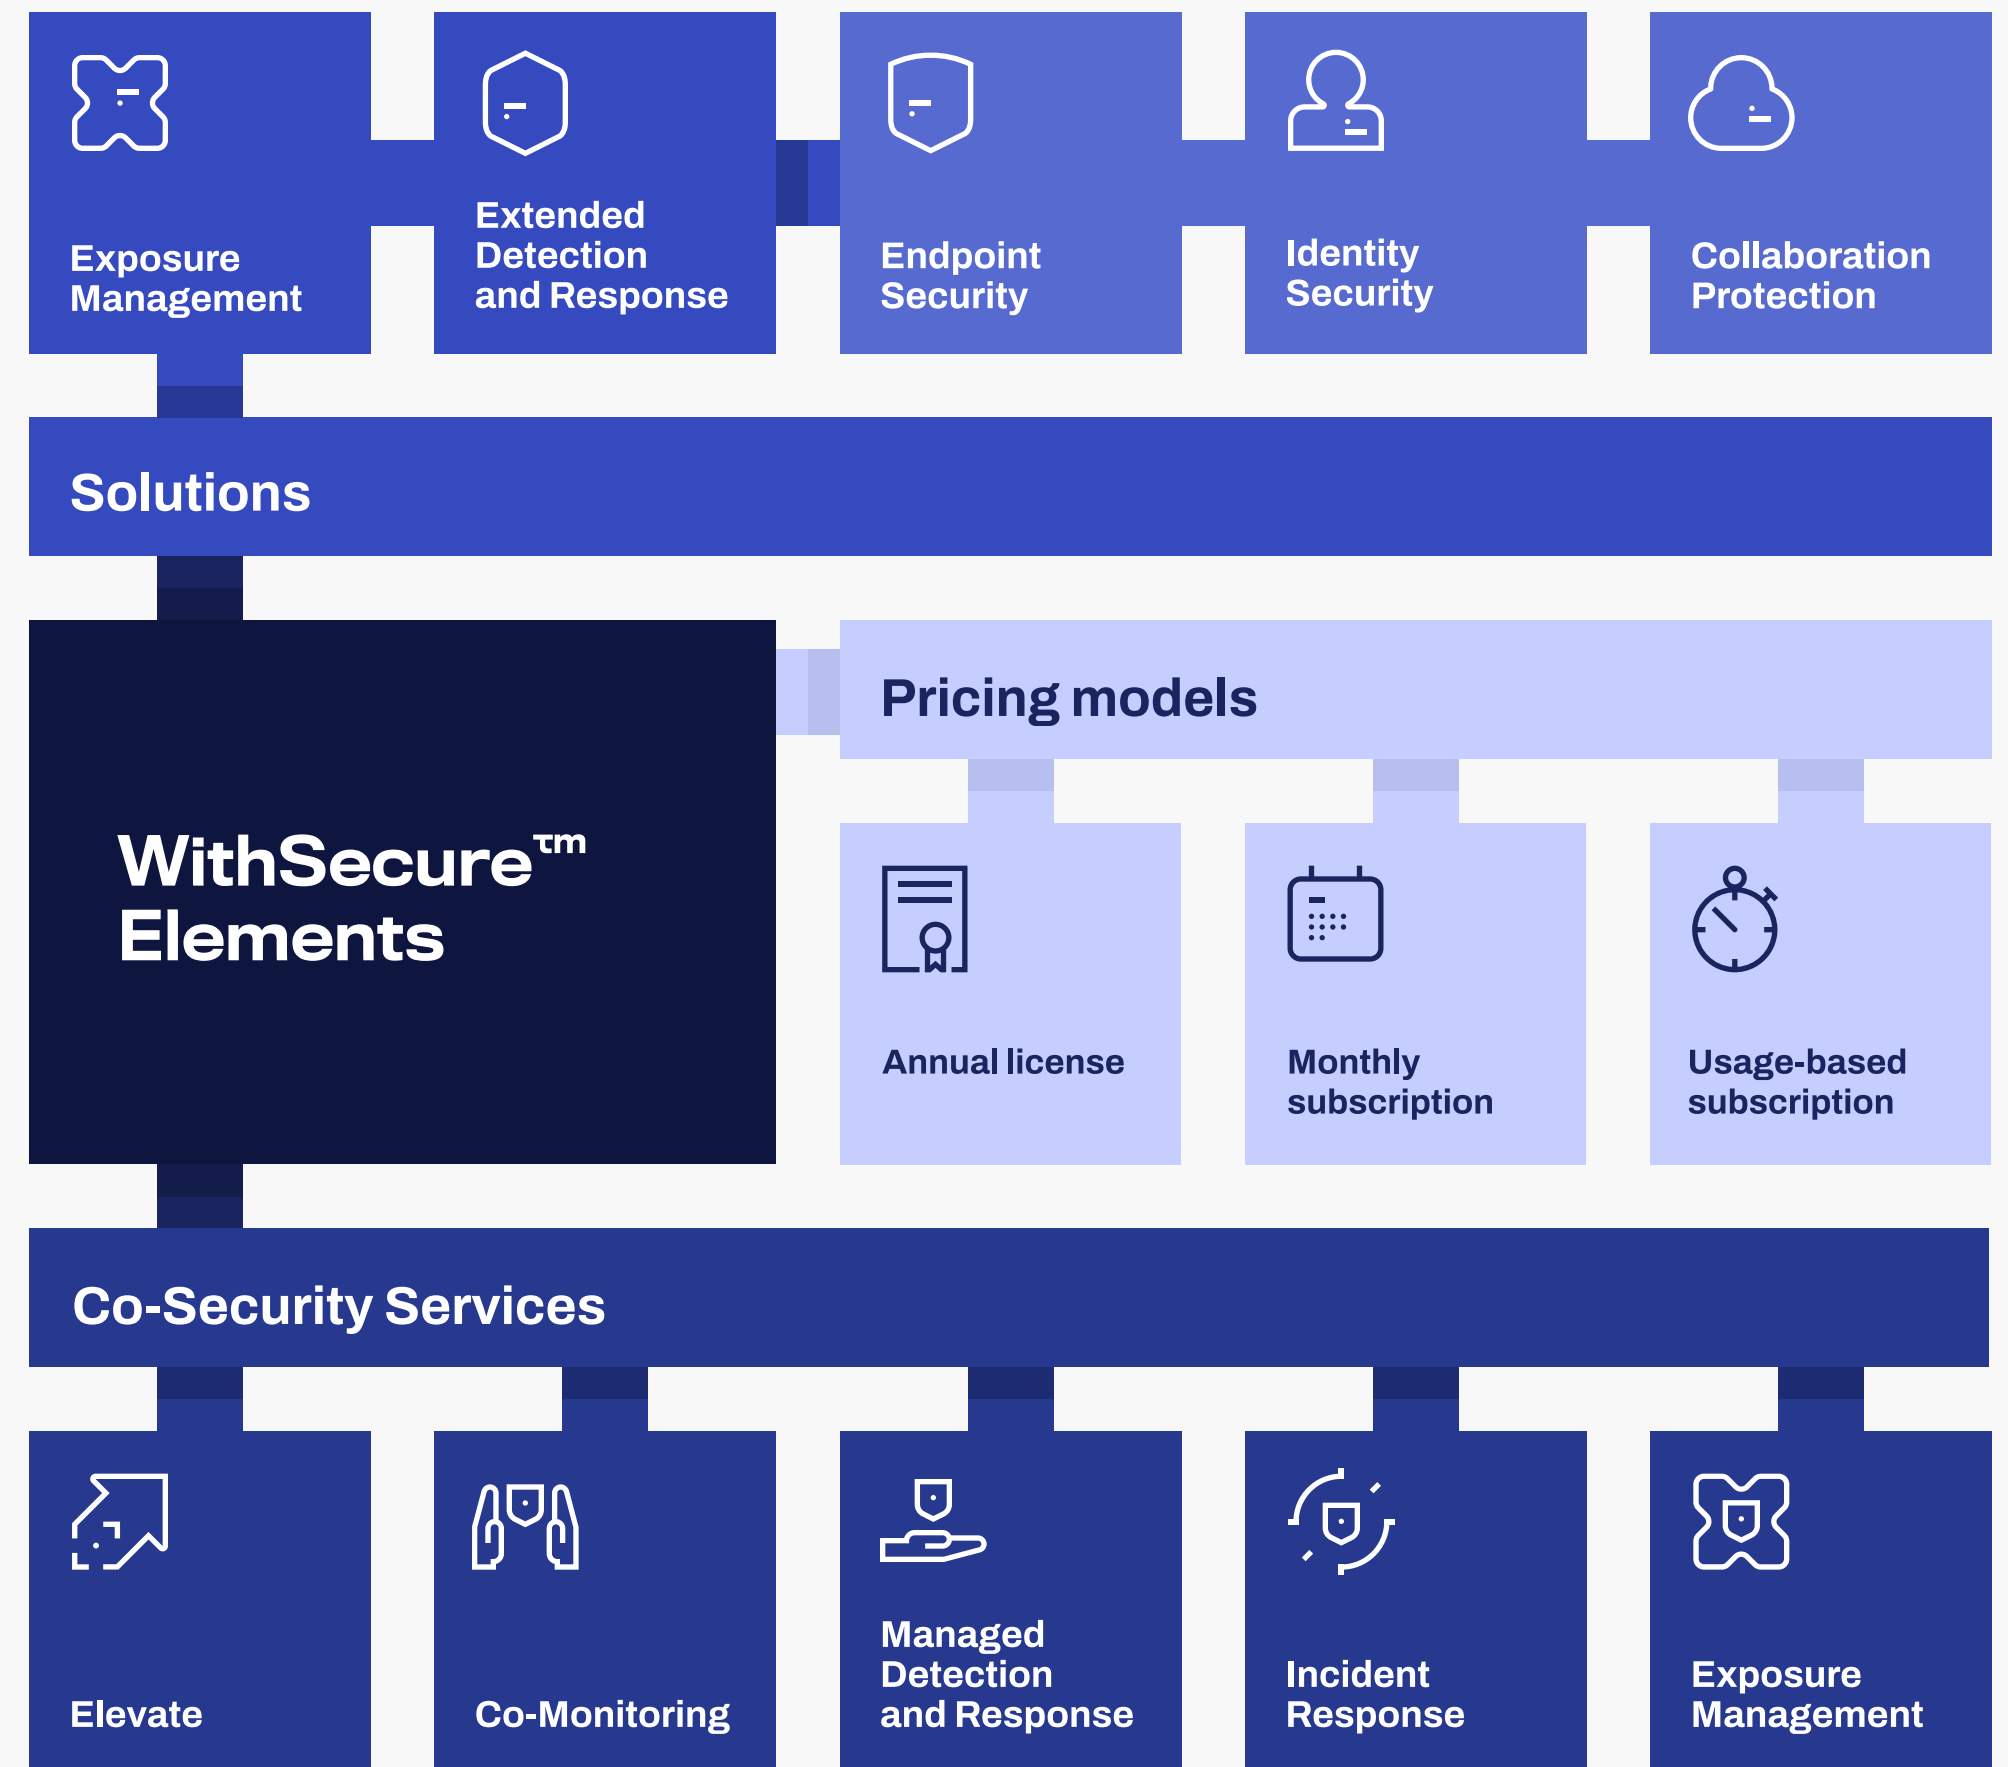 Exposure
Management
Extended
Detection
and Response
Endpoint
Security
Identity
Security
Collaboration
Protection
Solutions
WithSecure™
Elements
Pricing models
Annual license
Monthly
subscription
Usage-based
subscription
Co-Security Services
Elevate
Co-Monitoring
Managed
Detection
and Response
Incident
Response
Exposure
Management